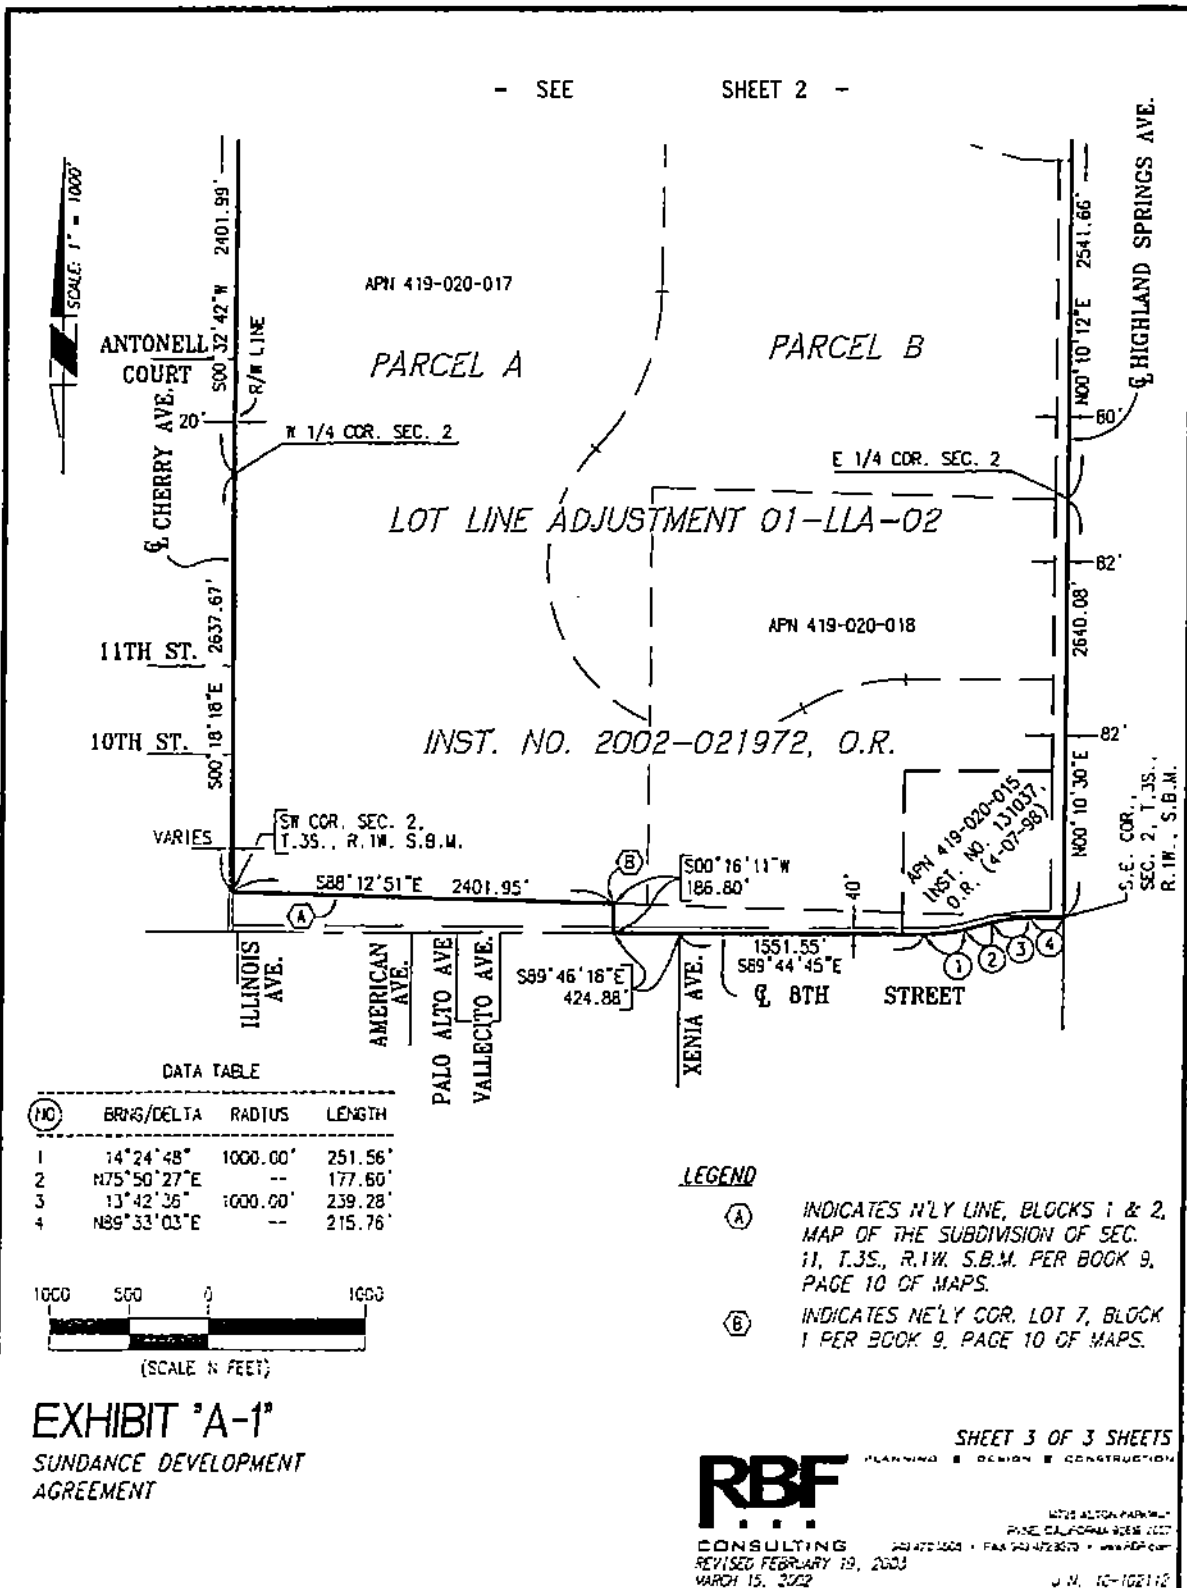 - SEE SHEET 2 -
SCALE: 1" = 1000'
S00°32'42"W 2401.99'
R/W LINE
ANTONELL
COURT
20'
℄ CHERRY AVE.
W 1/4 COR. SEC. 2
APN 419-020-017
PARCEL A
PARCEL B
N00°10'12"E 2541.66'
℄ HIGHLAND SPRINGS AVE.
80'
E 1/4 COR. SEC. 2
LOT LINE ADJUSTMENT 01-LLA-02
82'
S00°18'18"E 2637.67'
11TH ST.
10TH ST.
APN 419-020-018
2640.08'
N00°10'30"E
82'
INST. NO. 2002-021972, O.R.
APN 419-020-015
INST. NO. 131037,
O.R. (4-07-98)
S.E. COR.,
SEC. 2, T.3S.,
R.1W., S.B.M.
VARIES
SW COR. SEC. 2,
T.3S., R.1W. S.B.M.
S88°12'51"E 2401.95'
A
B
S00°16'11"W
186.80'
40'
1551.55'
S89°44'45"E
S89°46'18"E
424.88'
1 2 3 4
℄ 8TH STREET
ILLINOIS
AVE.
AMERICAN
AVE.
PALO ALTO AVE
VALLECITO AVE.
XENIA AVE.
DATA TABLE
NO BRNG/DELTA RADIUS LENGTH
1 14°24'48" 1000.00' 251.56'
2 N75°50'27"E -- 177.60'
3 13°42'36" 1000.00' 239.28'
4 N89°33'03"E -- 215.76'
1000 500 0 1000
(SCALE IN FEET)
LEGEND
A INDICATES N'LY LINE, BLOCKS 1 & 2,
MAP OF THE SUBDIVISION OF SEC.
11, T.3S., R.1W. S.B.M. PER BOOK 9,
PAGE 10 OF MAPS.
B INDICATES NE'LY COR. LOT 7, BLOCK
1 PER BOOK 9, PAGE 10 OF MAPS.
EXHIBIT "A-1"
SUNDANCE DEVELOPMENT
AGREEMENT
SHEET 3 OF 3 SHEETS
PLANNING ■ DESIGN ■ CONSTRUCTION
RBF
CONSULTING
REVISED FEBRUARY 19, 2003
MARCH 15, 2002
J.N. 10-102112